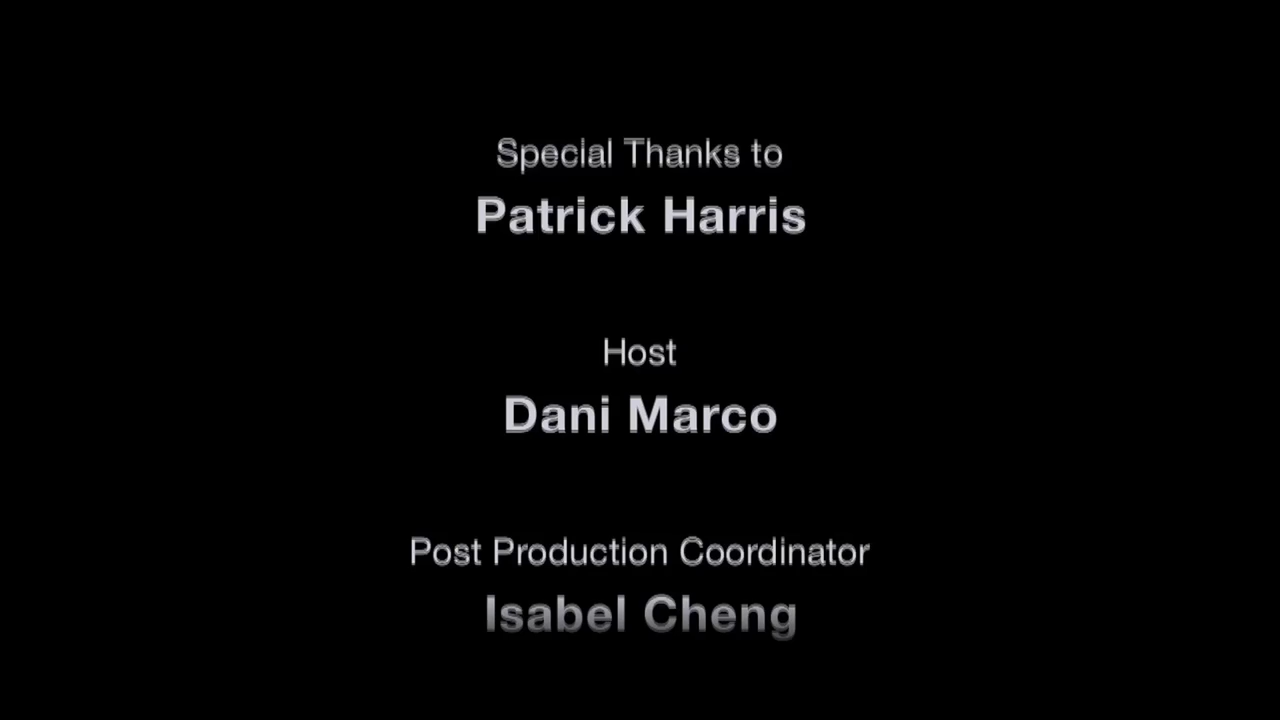 Special Thanks to
Patrick Harris
Host
Dani Marco
Post Production Coordinator
Isabel Cheng